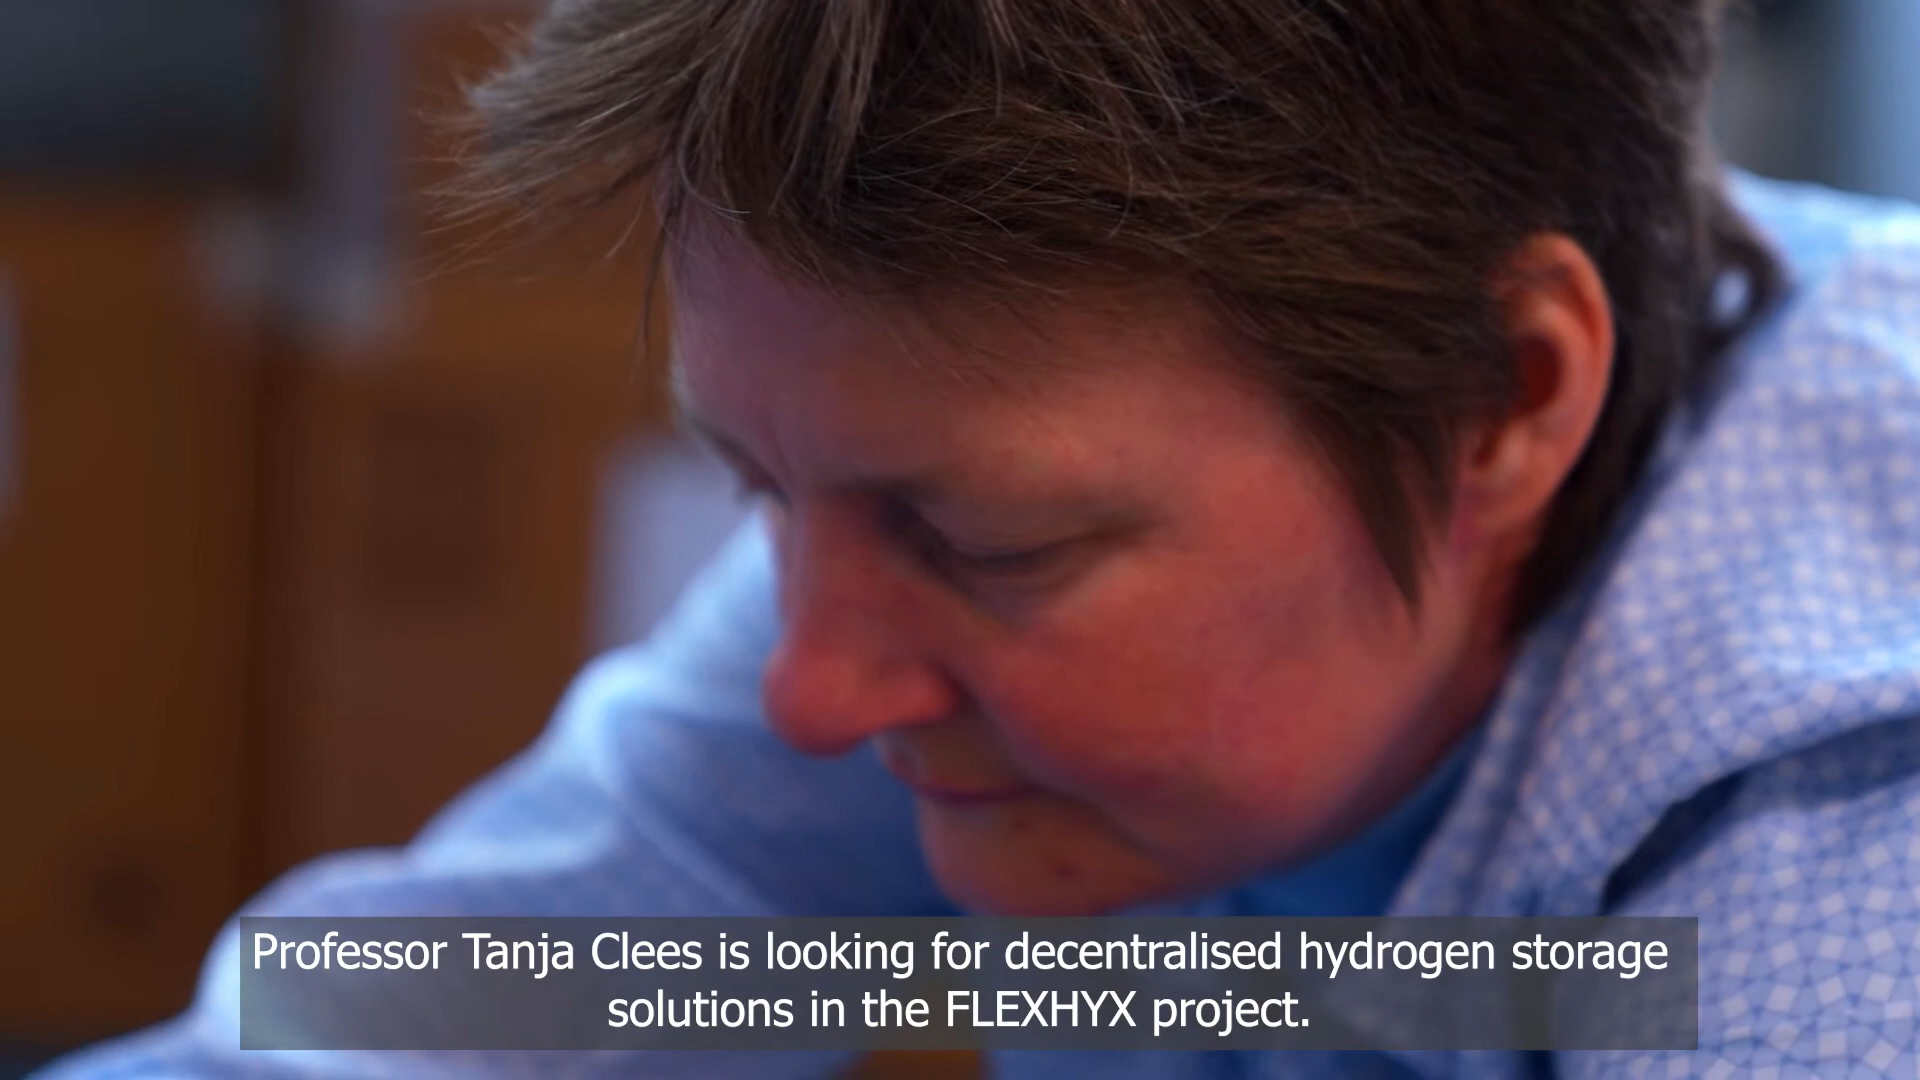 Professor Tanja Clees is looking for decentralised hydrogen storage
solutions in the FLEXHYX project.